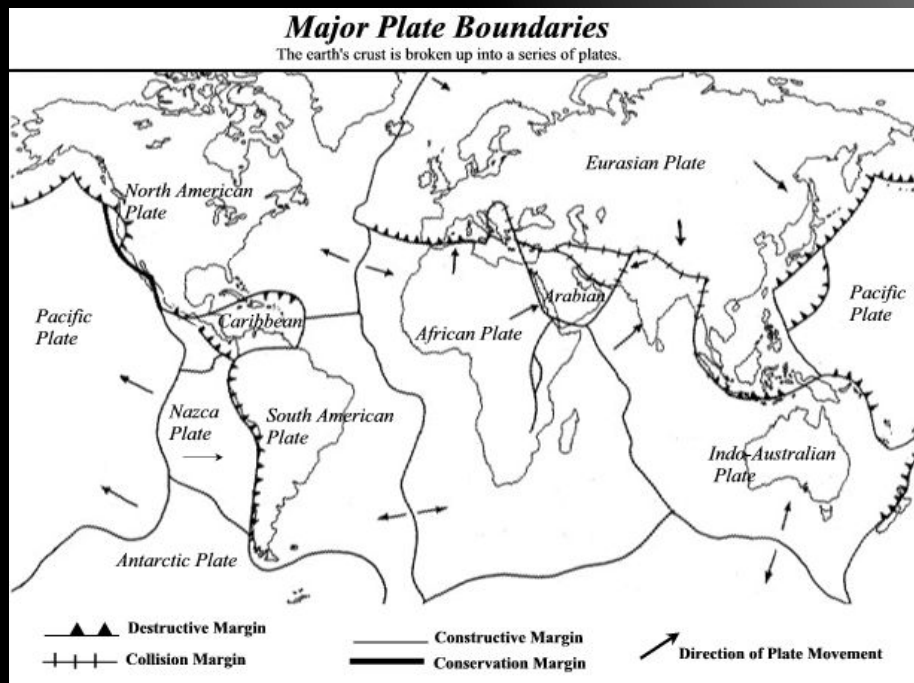 Major Plate Boundaries
The earth's crust is broken up into a series of plates.
Eurasian Plate
North American
Plate
Arabian
Pacific
Plate
Caribbean
African Plate
Pacific
Plate
Nazca
Plate
South American
Plate
Indo-Australian
Plate
Antarctic Plate
Destructive Margin
Constructive Margin
Collision Margin
Conservation Margin
Direction of Plate Movement